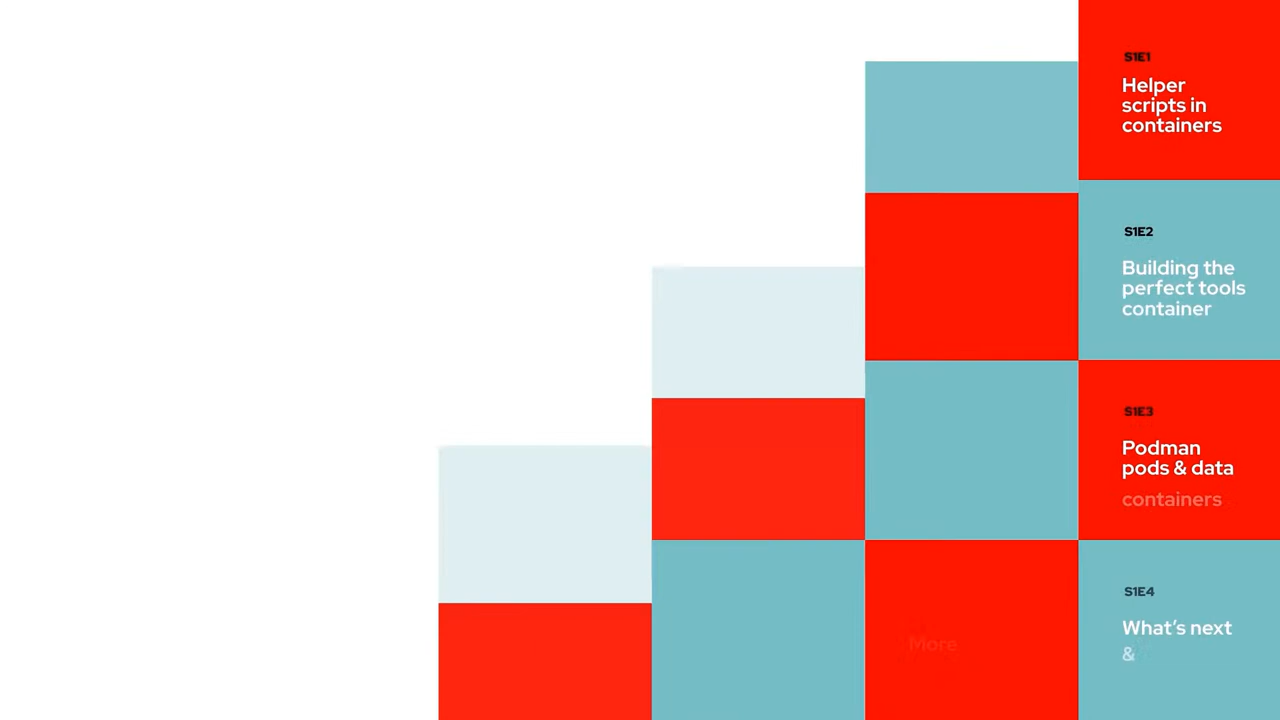 S1E1
Helper
scripts in
containers
S1E2
Building the
perfect tools
container
S1E3
Podman
pods & data
containers
More
S1E4
What’s next
&